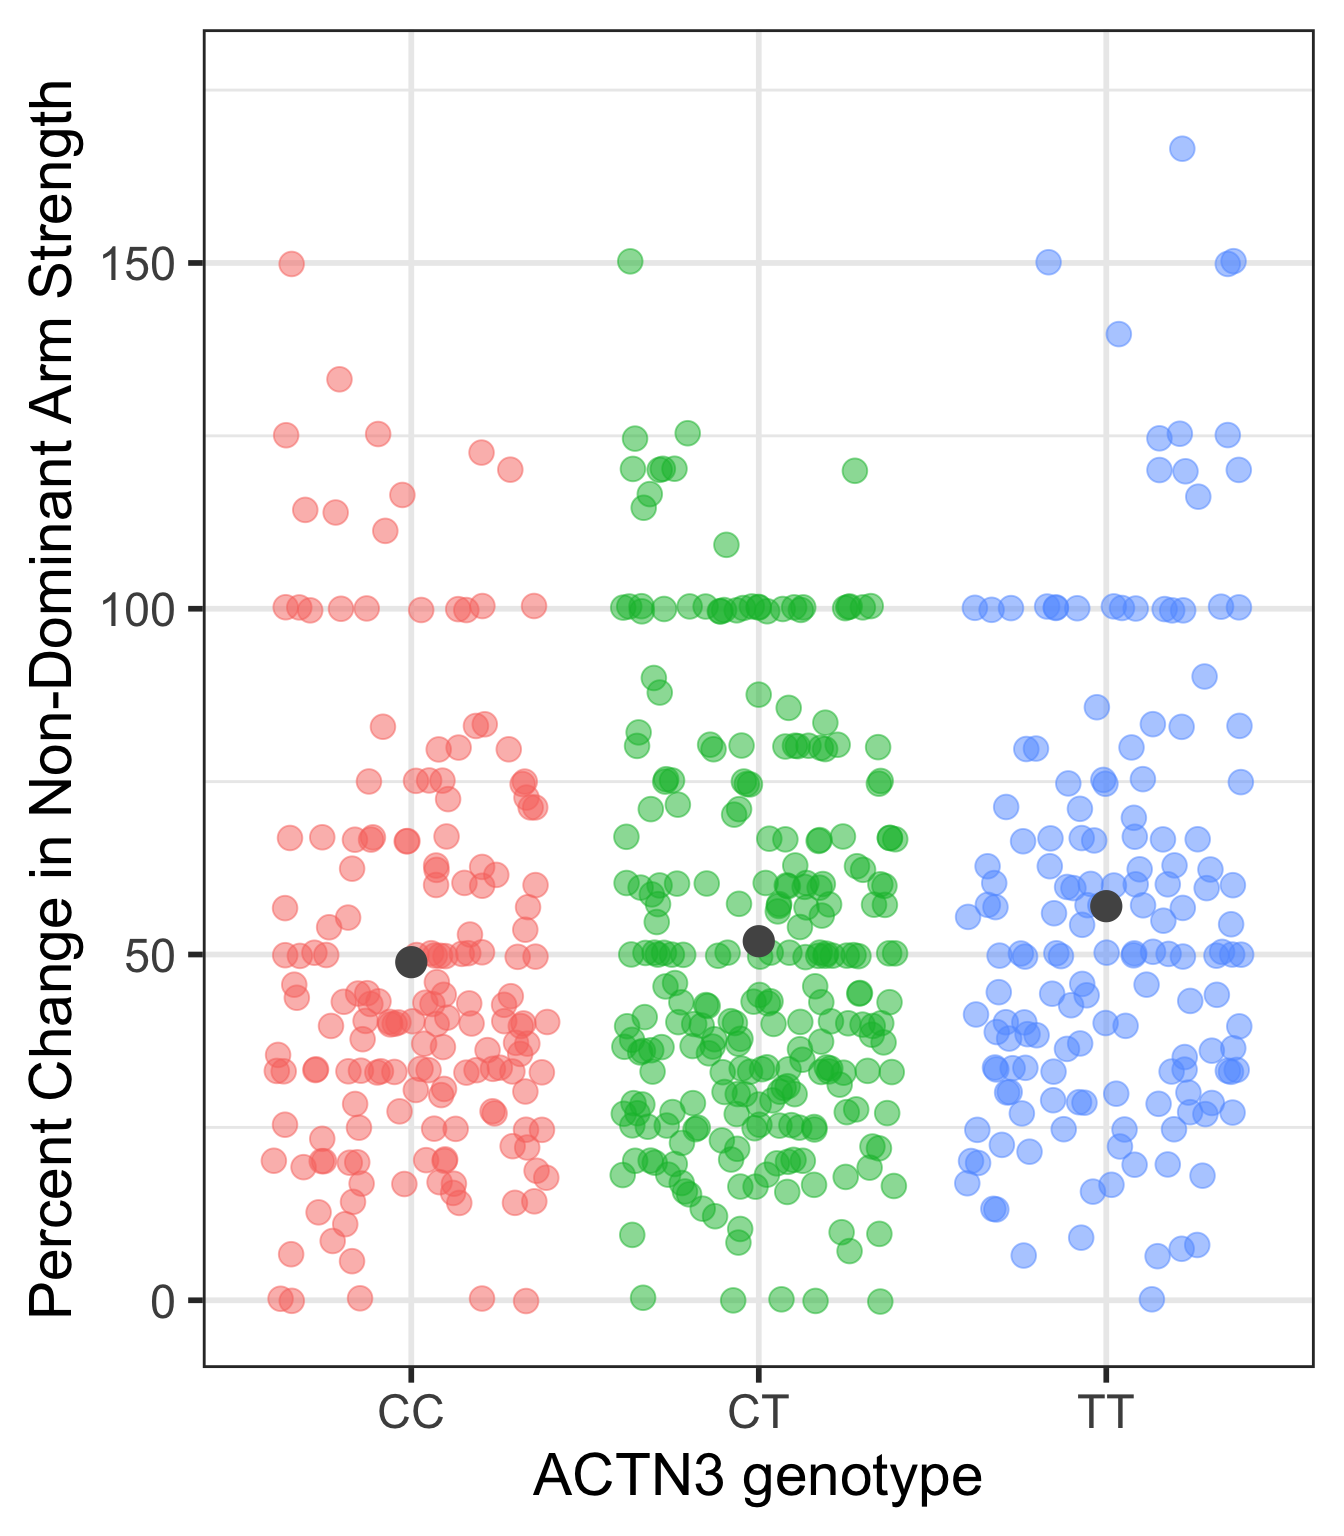 Percent Change in Non-Dominant Arm Strength
150
100
50
0
CC CT TT
ACTN3 genotype